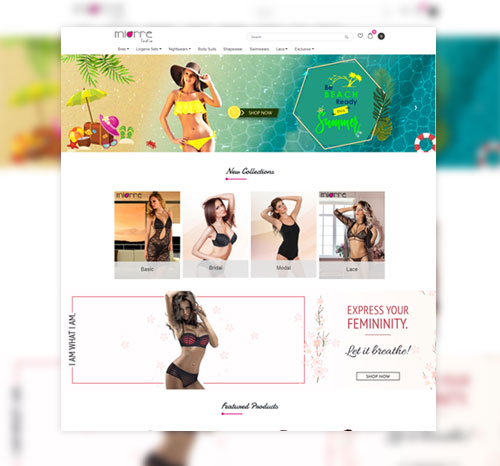 miorre
India
Search
0
Bras
Lingerie Sets
Nightwears
Body Suits
Shapewear
Swimwears
Lace
Exclusive
SHOP NOW
Be
BEACH
Ready
Summer
New Collections
miorre
miorre
Basic
Bridal
Modal
Lace
I AM WHAT I AM.
EXPRESS YOUR
FEMININITY.
Let it breathe!
SHOP NOW
Featured Products